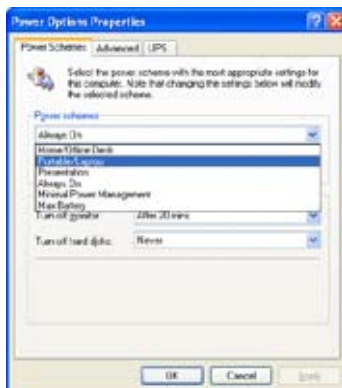 Power Options Properties
Power Schemes Advanced UPS
Select the power scheme with the most appropriate settings for
this computer. Note that changing the settings below will modify
the selected scheme.
Power schemes
Always On
Home/Office Desk
Portable/Laptop
Presentation
Always On
Minimal Power Management
Max Battery
Turn off monitor: After 20 mins
Turn off hard disks: Never
OK Cancel Apply